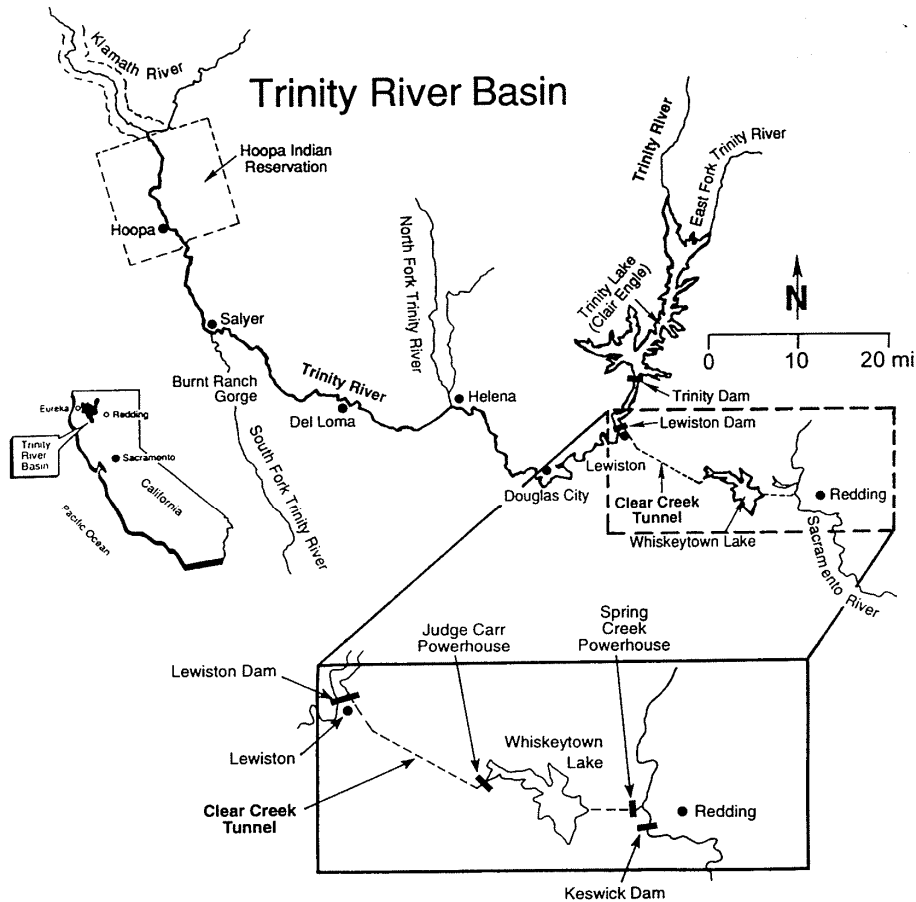 Trinity River Basin
Klamath River
Hoopa Indian
Reservation
Hoopa
Salyer
Burnt Ranch
Gorge
Trinity River
Del Loma
South Fork Trinity River
North Fork Trinity River
Helena
Douglas City
Trinity River
East Fork Trinity River
Trinity Lake
(Clair Engle)
N
0
10
20 mi
Trinity Dam
Lewiston Dam
Lewiston
Clear Creek
Tunnel
Whiskeytown Lake
Redding
Sacramento River
Eureka
Redding
Trinity
River
Basin
Sacramento
California
Pacific Ocean
Judge Carr
Powerhouse
Spring
Creek
Powerhouse
Lewiston Dam
Lewiston
Clear Creek
Tunnel
Whiskeytown
Lake
Redding
Keswick Dam